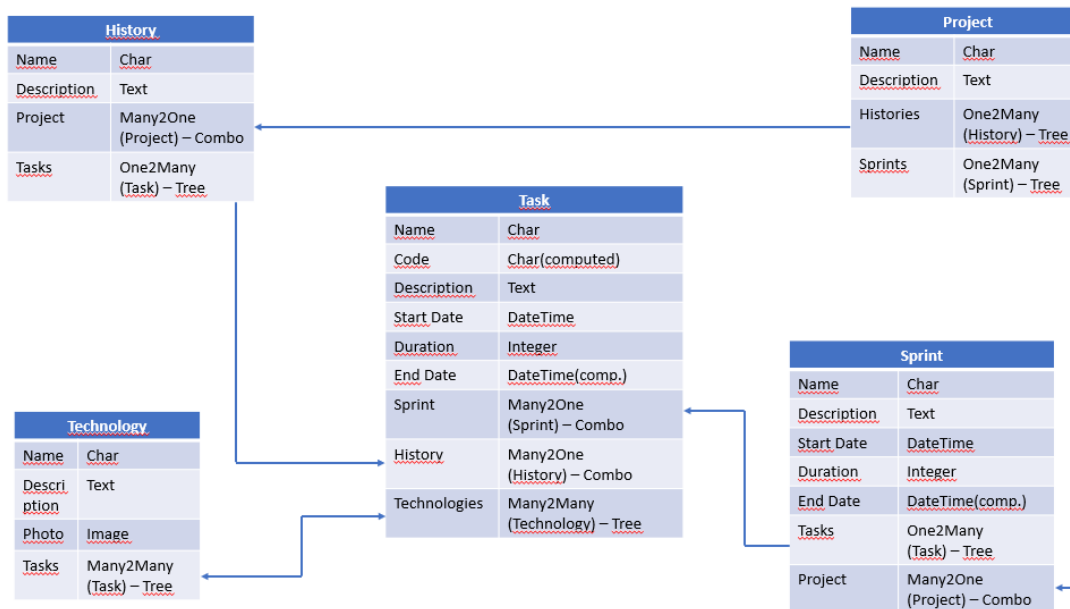 History
Name Char
Description Text
Project Many2One
(Project) – Combo
Tasks One2Many
(Task) – Tree
Project
Name Char
Description Text
Histories One2Many
(History) – Tree
Sprints One2Many
(Sprint) – Tree
Task
Name Char
Code Char(computed)
Description Text
Start Date DateTime
Duration Integer
End Date DateTime(comp.)
Sprint Many2One
(Sprint) – Combo
History Many2One
(History) – Combo
Technologies Many2Many
(Technology) – Tree
Technology
Name Char
Descri Text
ption
Photo Image
Tasks Many2Many
(Task) – Tree
Sprint
Name Char
Description Text
Start Date DateTime
Duration Integer
End Date DateTime(comp.)
Tasks One2Many
(Task) – Tree
Project Many2One
(Project) – Combo